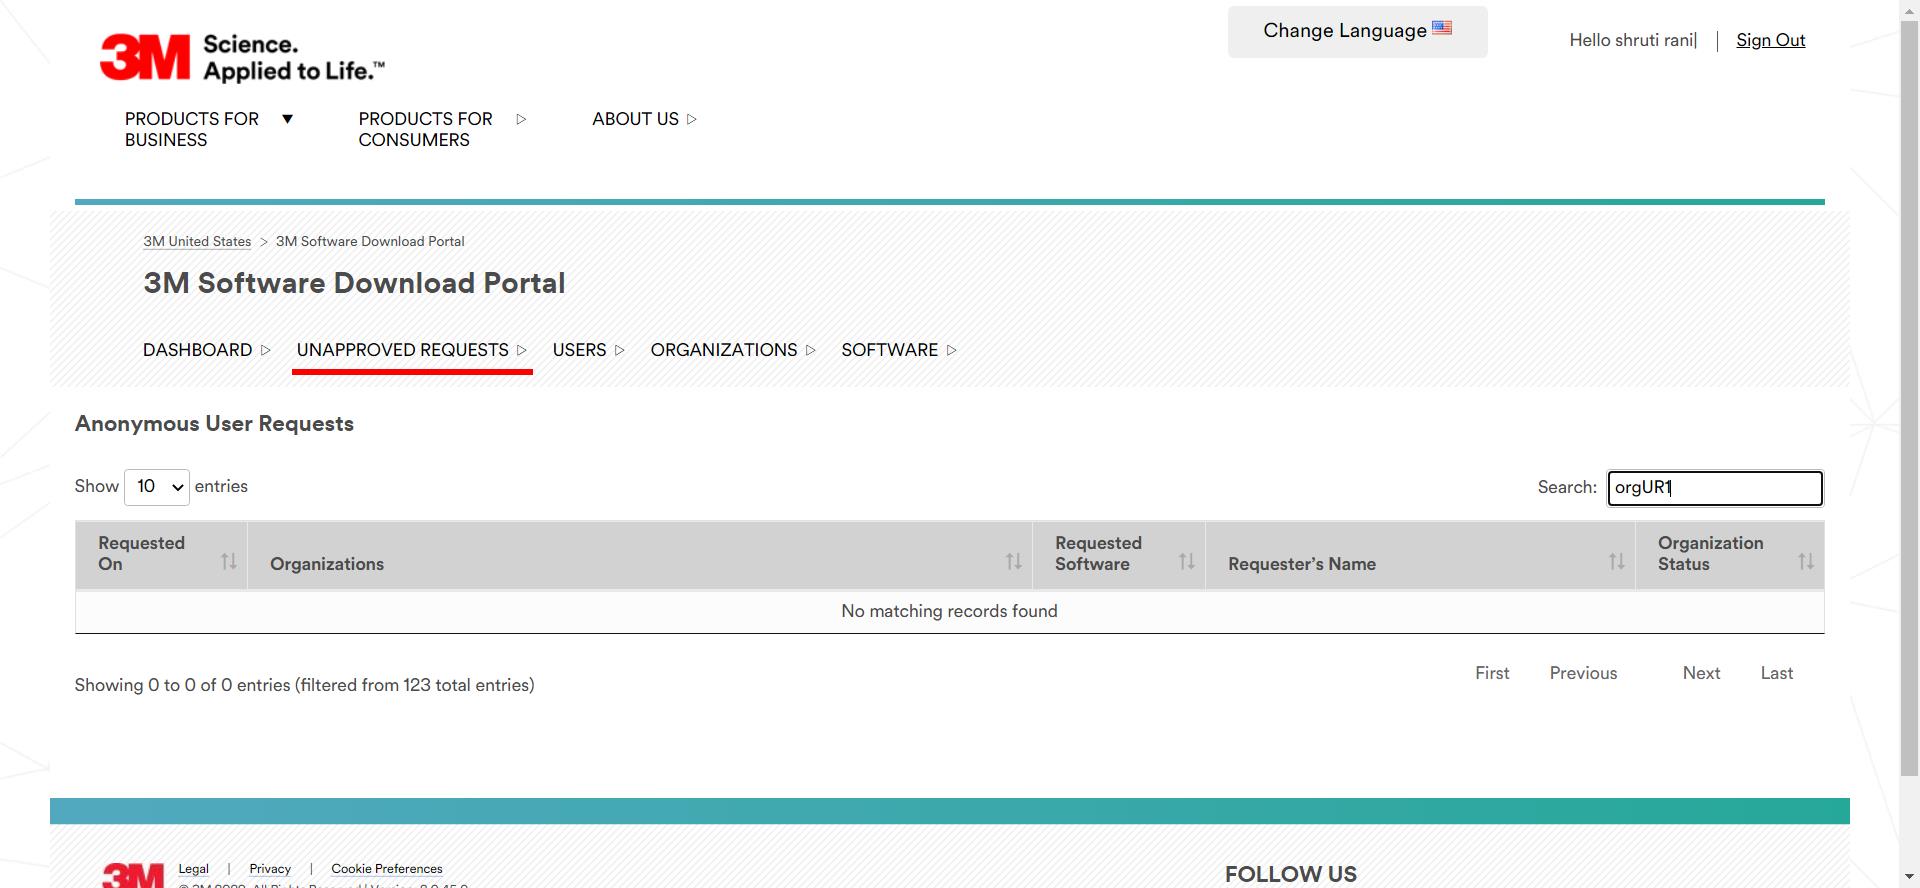 3M Science.
Applied to Life.™
Change Language
Hello shruti rani| | Sign Out
PRODUCTS FOR
BUSINESS
PRODUCTS FOR
CONSUMERS
ABOUT US
3M United States > 3M Software Download Portal
3M Software Download Portal
DASHBOARD UNAPPROVED REQUESTS USERS ORGANIZATIONS SOFTWARE
Anonymous User Requests
Show 10 entries
Search: orgUR1
Requested
On
Organizations
Requested
Software
Requester’s Name
Organization
Status
No matching records found
Showing 0 to 0 of 0 entries (filtered from 123 total entries)
First Previous Next Last
3M
Legal | Privacy | Cookie Preferences
FOLLOW US